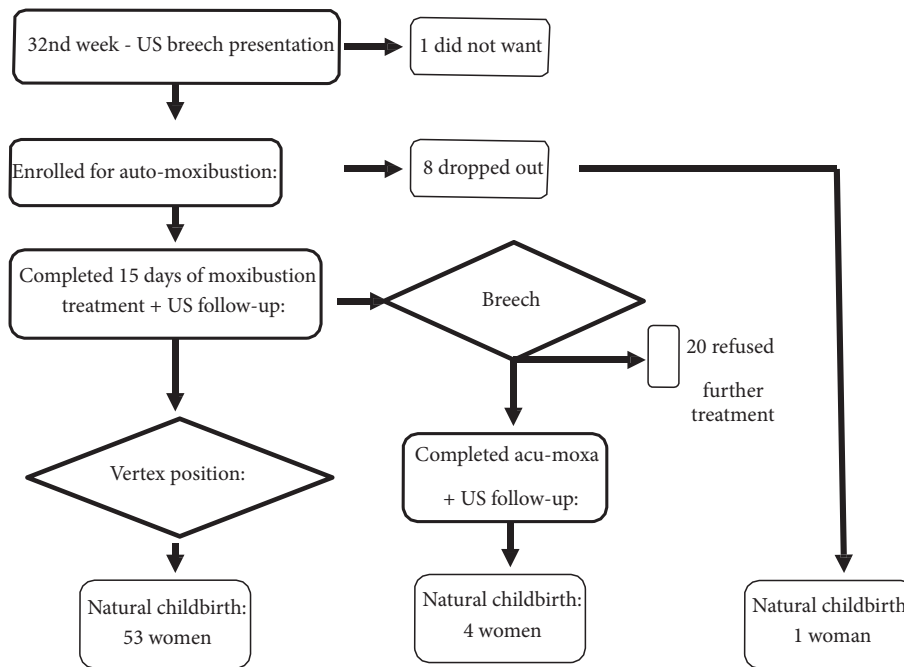 32nd week - US breech presentation
1 did not want
Enrolled for auto-moxibustion:
8 dropped out
Completed 15 days of moxibustion
treatment + US follow-up:
Breech
20 refused
further
treatment
Vertex position:
Completed acu-moxa
+ US follow-up:
Natural childbirth:
53 women
Natural childbirth:
4 women
Natural childbirth:
1 woman